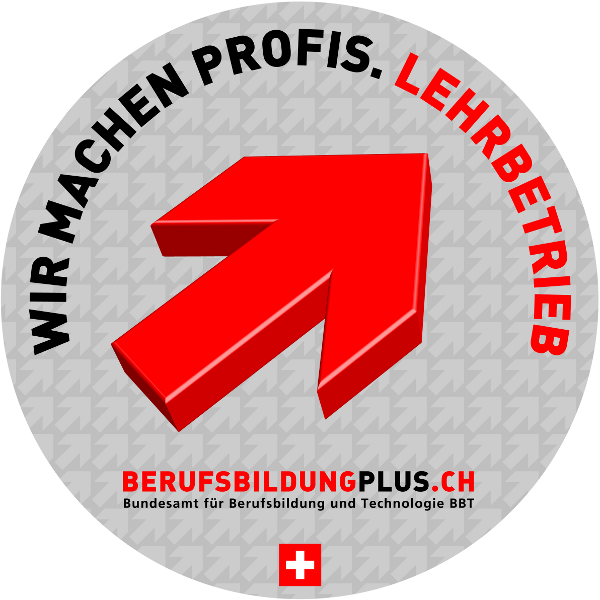 WIR MACHEN PROFIS. LEHRBETRIEB
BERUFSBILDUNGPLUS.CH
Bundesamt für Berufsbildung und Technologie BBT